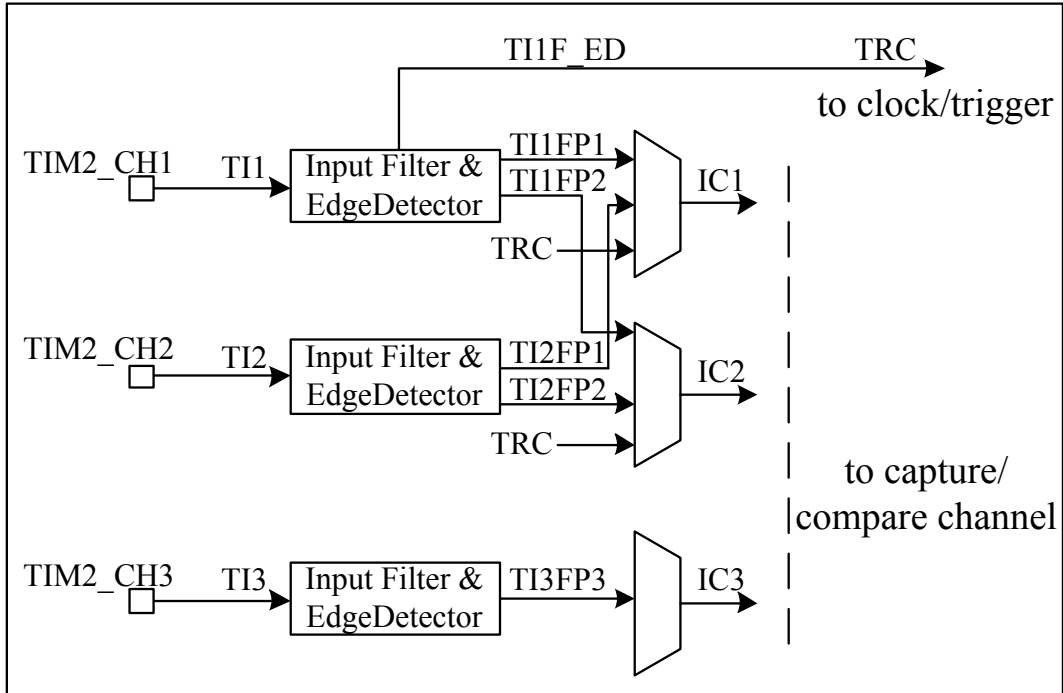 TI1F_ED
TRC
to clock/trigger
TIM2_CH1
TI1
Input Filter &
EdgeDetector
TI1FP1
TI1FP2
TRC
IC1
TIM2_CH2
TI2
Input Filter &
EdgeDetector
TI2FP1
TI2FP2
TRC
IC2
to capture/
compare channel
TIM2_CH3
TI3
Input Filter &
EdgeDetector
TI3FP3
IC3